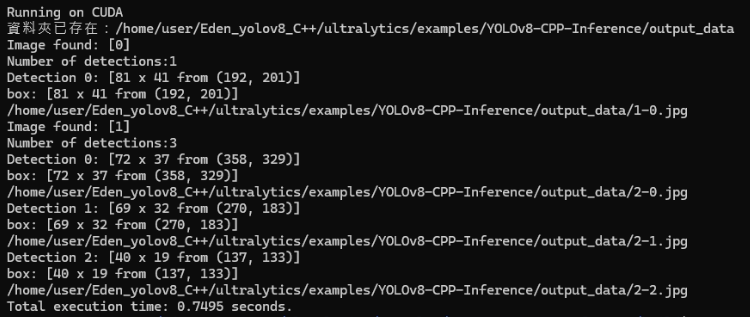 Running on CUDA
資料夾已存在：/home/user/Eden_yolov8_C++/ultralytics/examples/YOLOv8-CPP-Inference/output_data
Image found: [0]
Number of detections:1
Detection 0: [81 x 41 from (192, 201)]
box: [81 x 41 from (192, 201)]
/home/user/Eden_yolov8_C++/ultralytics/examples/YOLOv8-CPP-Inference/output_data/1-0.jpg
Image found: [1]
Number of detections:3
Detection 0: [72 x 37 from (358, 329)]
box: [72 x 37 from (358, 329)]
/home/user/Eden_yolov8_C++/ultralytics/examples/YOLOv8-CPP-Inference/output_data/2-0.jpg
Detection 1: [69 x 32 from (270, 183)]
box: [69 x 32 from (270, 183)]
/home/user/Eden_yolov8_C++/ultralytics/examples/YOLOv8-CPP-Inference/output_data/2-1.jpg
Detection 2: [40 x 19 from (137, 133)]
box: [40 x 19 from (137, 133)]
/home/user/Eden_yolov8_C++/ultralytics/examples/YOLOv8-CPP-Inference/output_data/2-2.jpg
Total execution time: 0.7495 seconds.